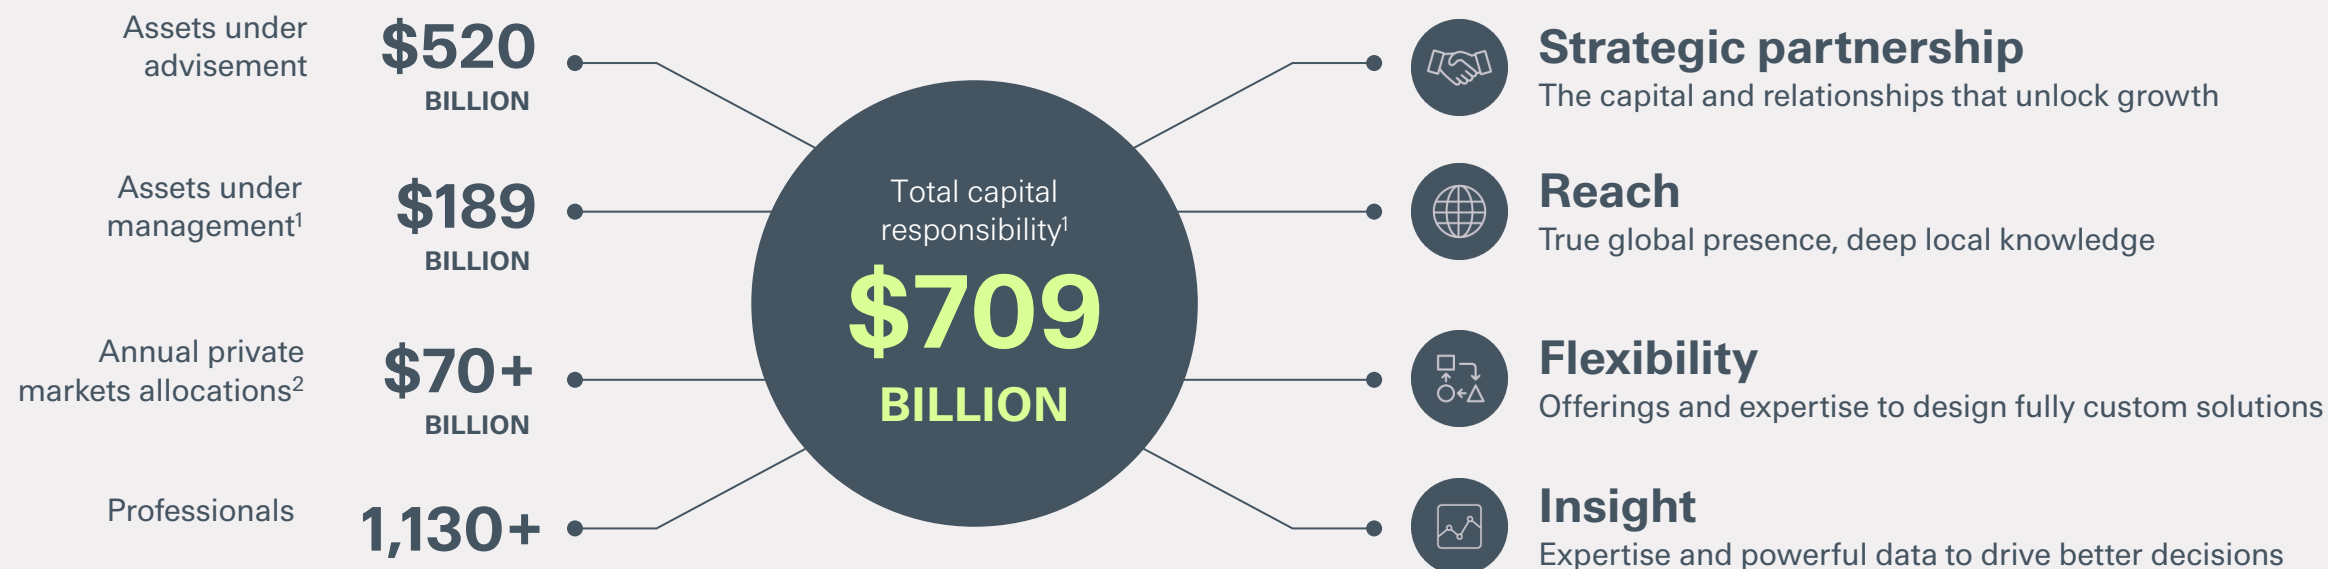 Assets under
advisement
$520
BILLION
Assets under
management¹
$189
BILLION
Annual private
markets allocations²
$70+
BILLION
Professionals
1,130+
Total capital
responsibility¹
$709
BILLION
Strategic partnership
The capital and relationships that unlock growth
Reach
True global presence, deep local knowledge
Flexibility
Offerings and expertise to design fully custom solutions
Insight
Expertise and powerful data to drive better decisions